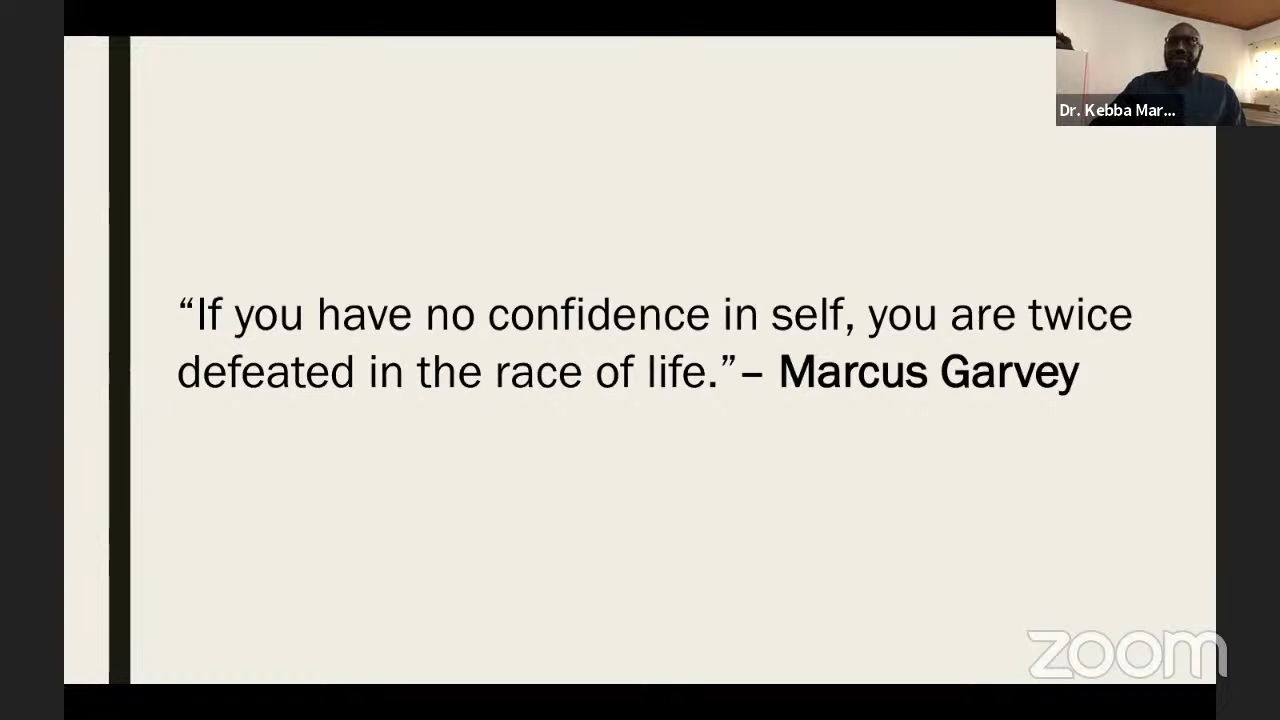 Dr. Kebba Mar...
“If you have no confidence in self, you are twice
defeated in the race of life.” – Marcus Garvey
zoom